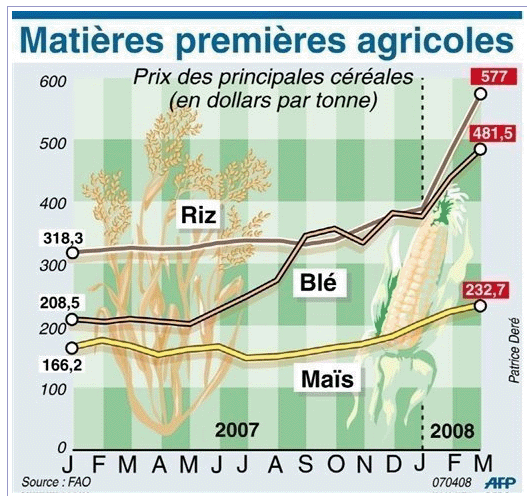 Matières premières agricoles
Prix des principales céréales
(en dollars par tonne)
600
500
400
300
200
100
0
577
481,5
Riz
318,3
Blé
208,5
232,7
166,2
Maïs
2007
2008
J F M A M J J A S O N D J F M
Patrice Deré
Source : FAO
070408
AFP